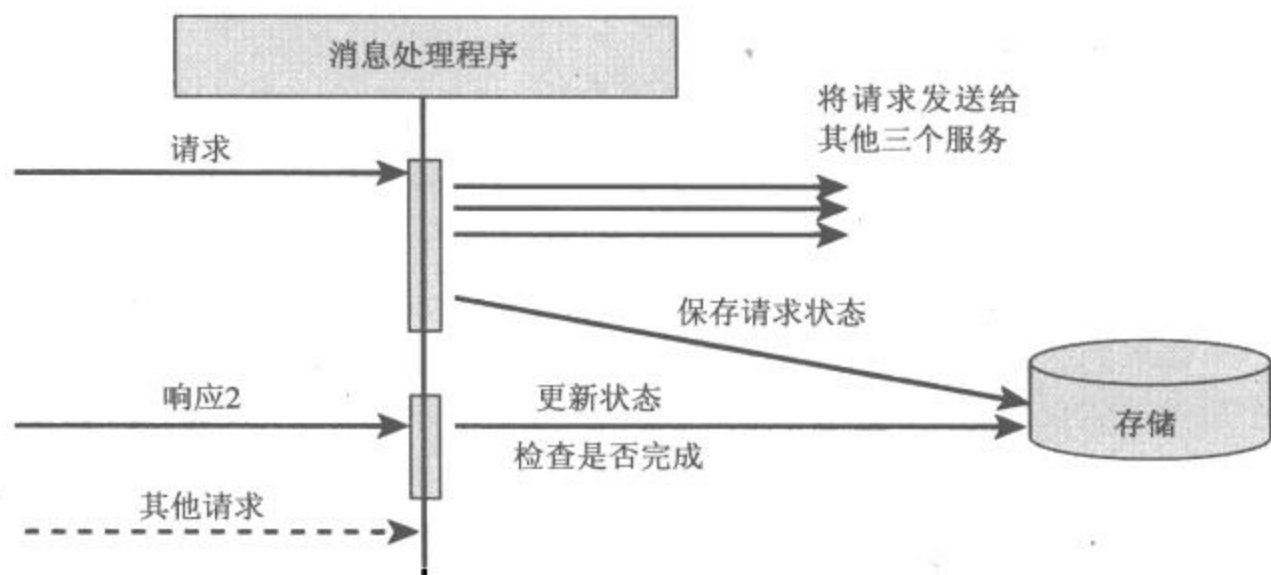 消息处理程序
将请求发送给
其他三个服务
请求
保存请求状态
响应2
更新状态
检查是否完成
存储
其他请求